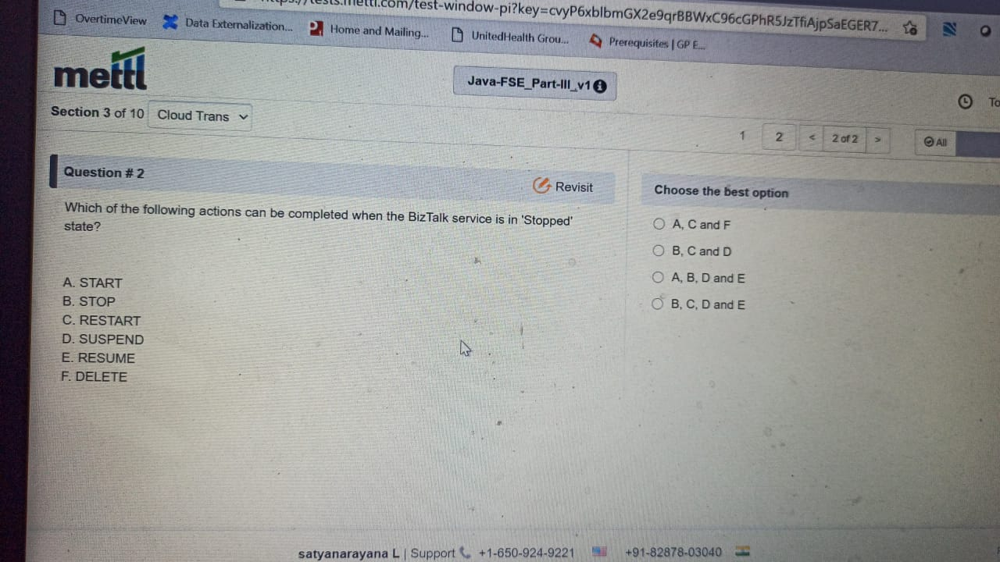 https://tests.mettl.com/test-window-pi?key=cvyP6xblbmGX2e9qrBBWxC96cGPhR5JzTfiAjpSaEGER7...
OvertimeView
Data Externalization...
Home and Mailing...
UnitedHealth Grou...
Prerequisites | GP E...
mettl
Java-FSE_Part-III_v1
Section 3 of 10
Cloud Trans
1
2
<
2 of 2
>
All
Question # 2
Revisit
Which of the following actions can be completed when the BizTalk service is in 'Stopped'
state?
A. START
B. STOP
C. RESTART
D. SUSPEND
E. RESUME
F. DELETE
Choose the best option
A, C and F
B, C and D
A, B, D and E
B, C, D and E
satyanarayana L | Support +1-650-924-9221 +91-82878-03040